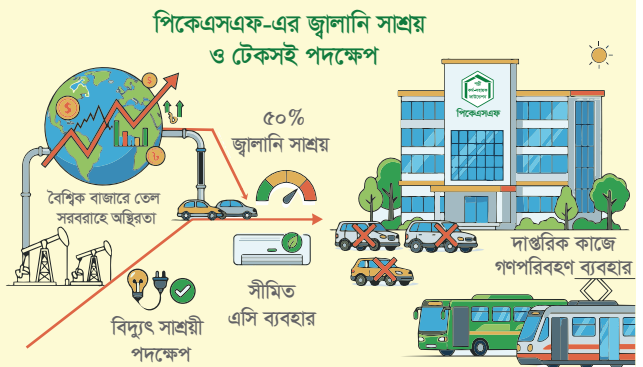 পিকেএসএফ-এর জ্বালানি সাশ্রয়
ও টেকসই পদক্ষেপ
৫০%
জ্বালানি সাশ্রয়
বৈশ্বিক বাজারে তেল
সরবরাহে অস্থিরতা
সীমিত
এসি ব্যবহার
বিদ্যুৎ সাশ্রয়ী
পদক্ষেপ
পিকেএসএফ
দাপ্তরিক কাজে
গণপরিবহণ ব্যবহার